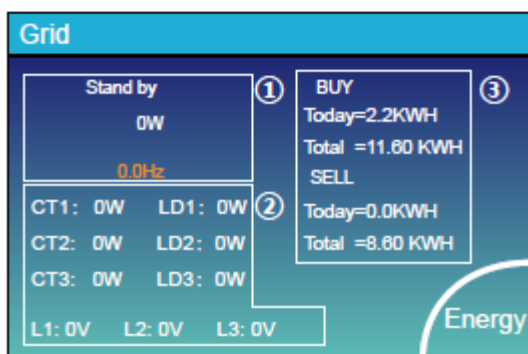 Grid
Stand by
0W
0.0Hz
①
CT1: 0W LD1: 0W
CT2: 0W LD2: 0W
CT3: 0W LD3: 0W
L1: 0V L2: 0V L3: 0V
②
BUY
Today=2.2KWH
Total =11.60 KWH
SELL
Today=0.0KWH
Total =8.60 KWH
③
Energy